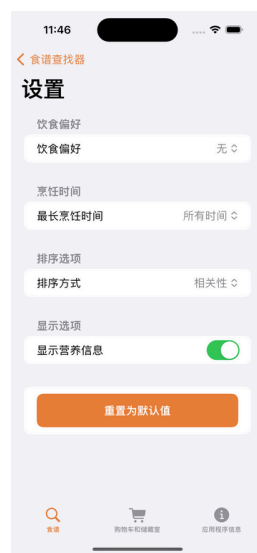 11:46
食谱查找器
设置
饮食偏好
饮食偏好 无
烹饪时间
最长烹饪时间 所有时间
排序选项
排序方式 相关性
显示选项
显示营养信息
重置为默认值
食谱 购物车和储藏室 应用程序信息